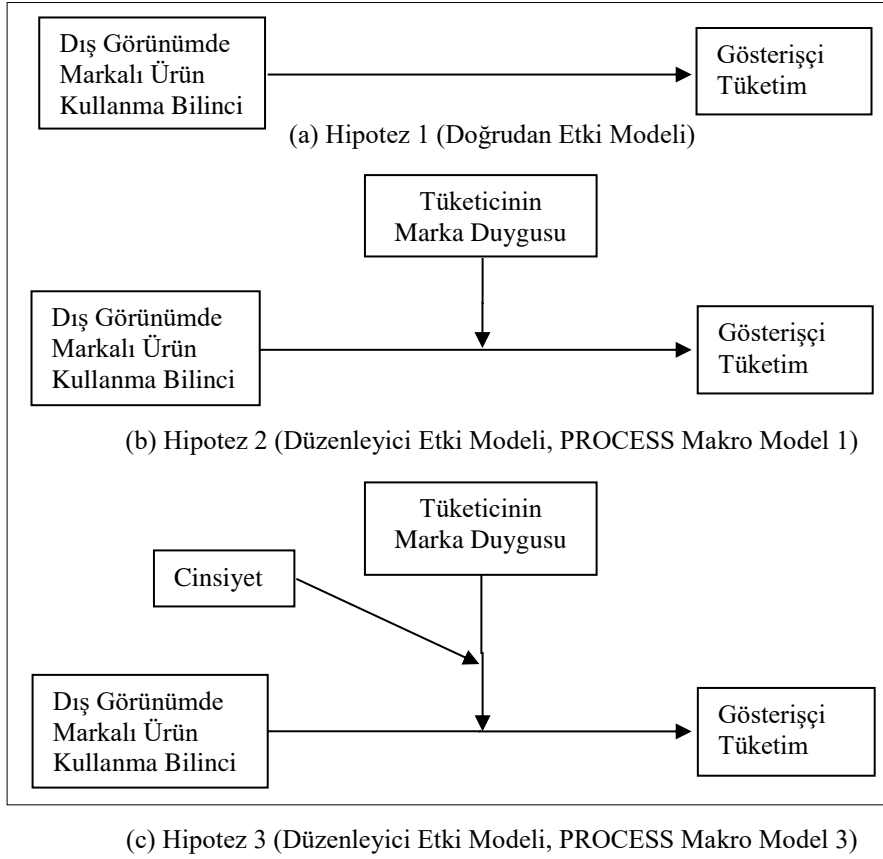 Dış Görünümde
Markalı Ürün
Kullanma Bilinci
Gösterişçi
Tüketim
(a) Hipotez 1 (Doğrudan Etki Modeli)
Tüketicinin
Marka Duygusu
Dış Görünümde
Markalı Ürün
Kullanma Bilinci
Gösterişçi
Tüketim
(b) Hipotez 2 (Düzenleyici Etki Modeli, PROCESS Makro Model 1)
Tüketicinin
Marka Duygusu
Cinsiyet
Dış Görünümde
Markalı Ürün
Kullanma Bilinci
Gösterişçi
Tüketim
(c) Hipotez 3 (Düzenleyici Etki Modeli, PROCESS Makro Model 3)